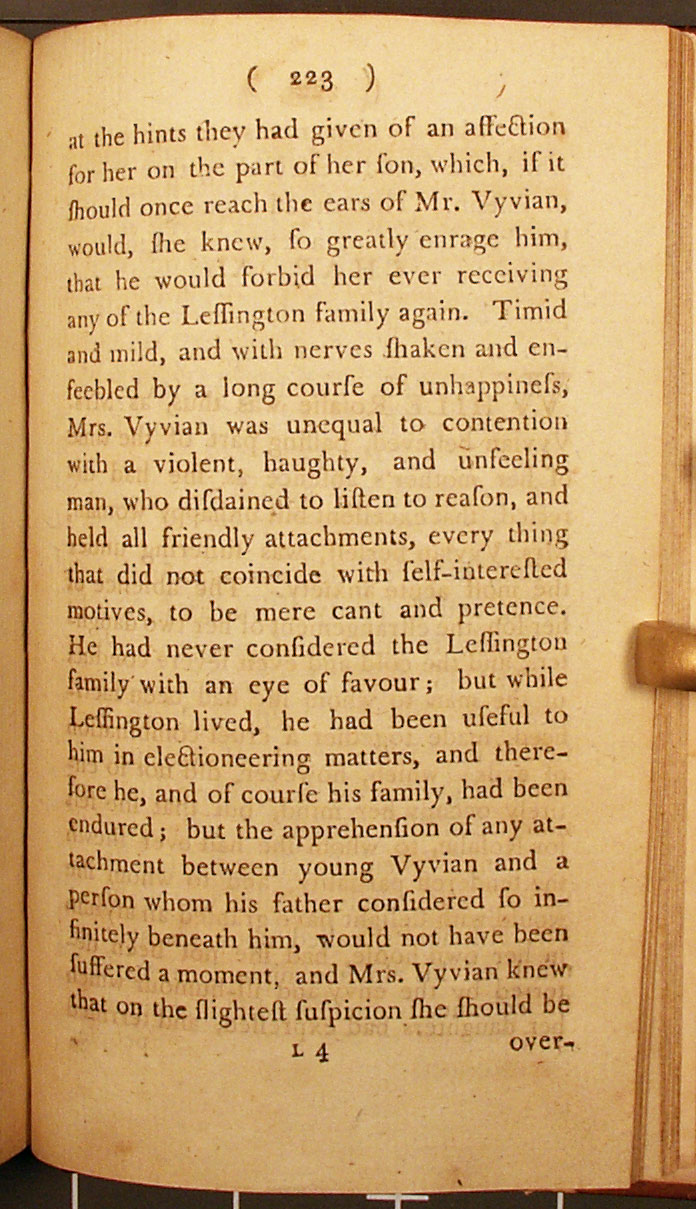 ( 223 )
at the hints they had given of an affection
for her on the part of her ſon, which, if it
ſhould once reach the ears of Mr. Vyvian,
would, ſhe knew, ſo greatly enrage him,
that he would forbid her ever receiving
any of the Leſſington family again. Timid
and mild, and with nerves ſhaken and en-
feebled by a long courſe of unhappineſs,
Mrs. Vyvian was unequal to contention
with a violent, haughty, and unfeeling
man, who diſdained to liſten to reaſon, and
held all friendly attachments, every thing
that did not coincide with ſelf-intereſted
motives, to be mere cant and pretence.
He had never conſidered the Leſſington
family with an eye of favour; but while
Leſſington lived, he had been uſeful to
him in electioneering matters, and there-
fore he, and of courſe his family, had been
endured; but the apprehenſion of any at-
tachment between young Vyvian and a
perſon whom his father conſidered ſo in-
finitely beneath him, would not have been
ſuffered a moment, and Mrs. Vyvian knew
that on the ſlighteſt ſuſpicion ſhe ſhould be
L 4 over-